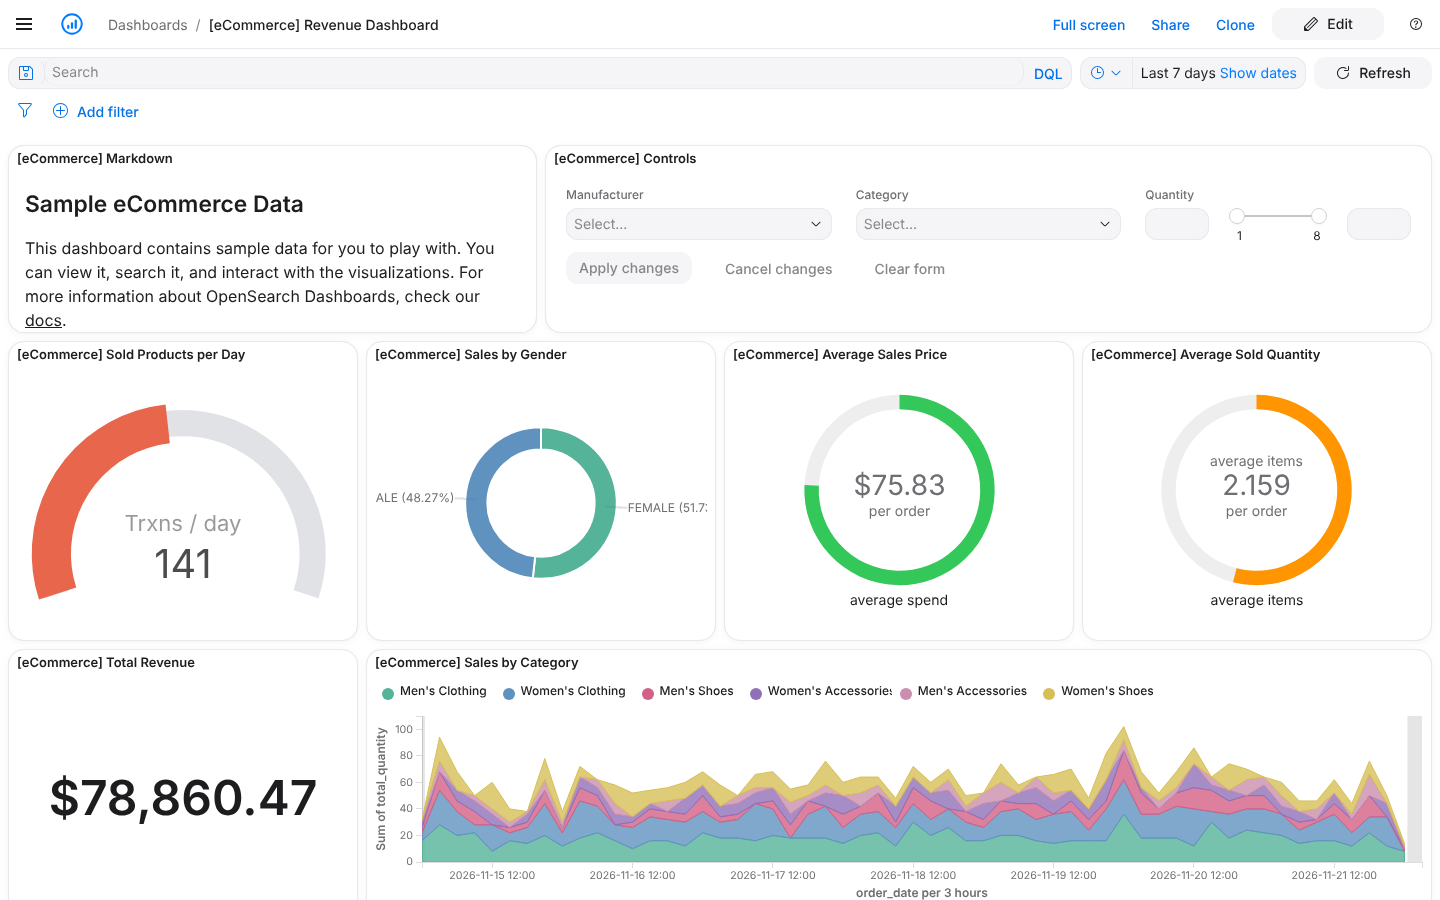 Dashboards / [eCommerce] Revenue Dashboard
Full screen
Share
Clone
Edit
Search
DQL
Last 7 days Show dates
Refresh
Add filter
[eCommerce] Markdown
Sample eCommerce Data
This dashboard contains sample data for you to play with. You
can view it, search it, and interact with the visualizations. For
more information about OpenSearch Dashboards, check our
docs.
[eCommerce] Controls
Manufacturer
Select...
Category
Select...
Quantity
1
8
Apply changes
Cancel changes
Clear form
[eCommerce] Sold Products per Day
Trxns / day
141
[eCommerce] Sales by Gender
ALE (48.27%)
FEMALE (51.7
[eCommerce] Average Sales Price
$75.83
per order
average spend
[eCommerce] Average Sold Quantity
average items
2.159
per order
average items
[eCommerce] Total Revenue
$78,860.47
[eCommerce] Sales by Category
Men's Clothing
Women's Clothing
Men's Shoes
Women's Accessories
Men's Accessories
Women's Shoes
Sum of total_quantity
100
80
60
40
20
0
2026-11-15 12:00
2026-11-16 12:00
2026-11-17 12:00
2026-11-18 12:00
2026-11-19 12:00
2026-11-20 12:00
2026-11-21 12:00
order_date per 3 hours